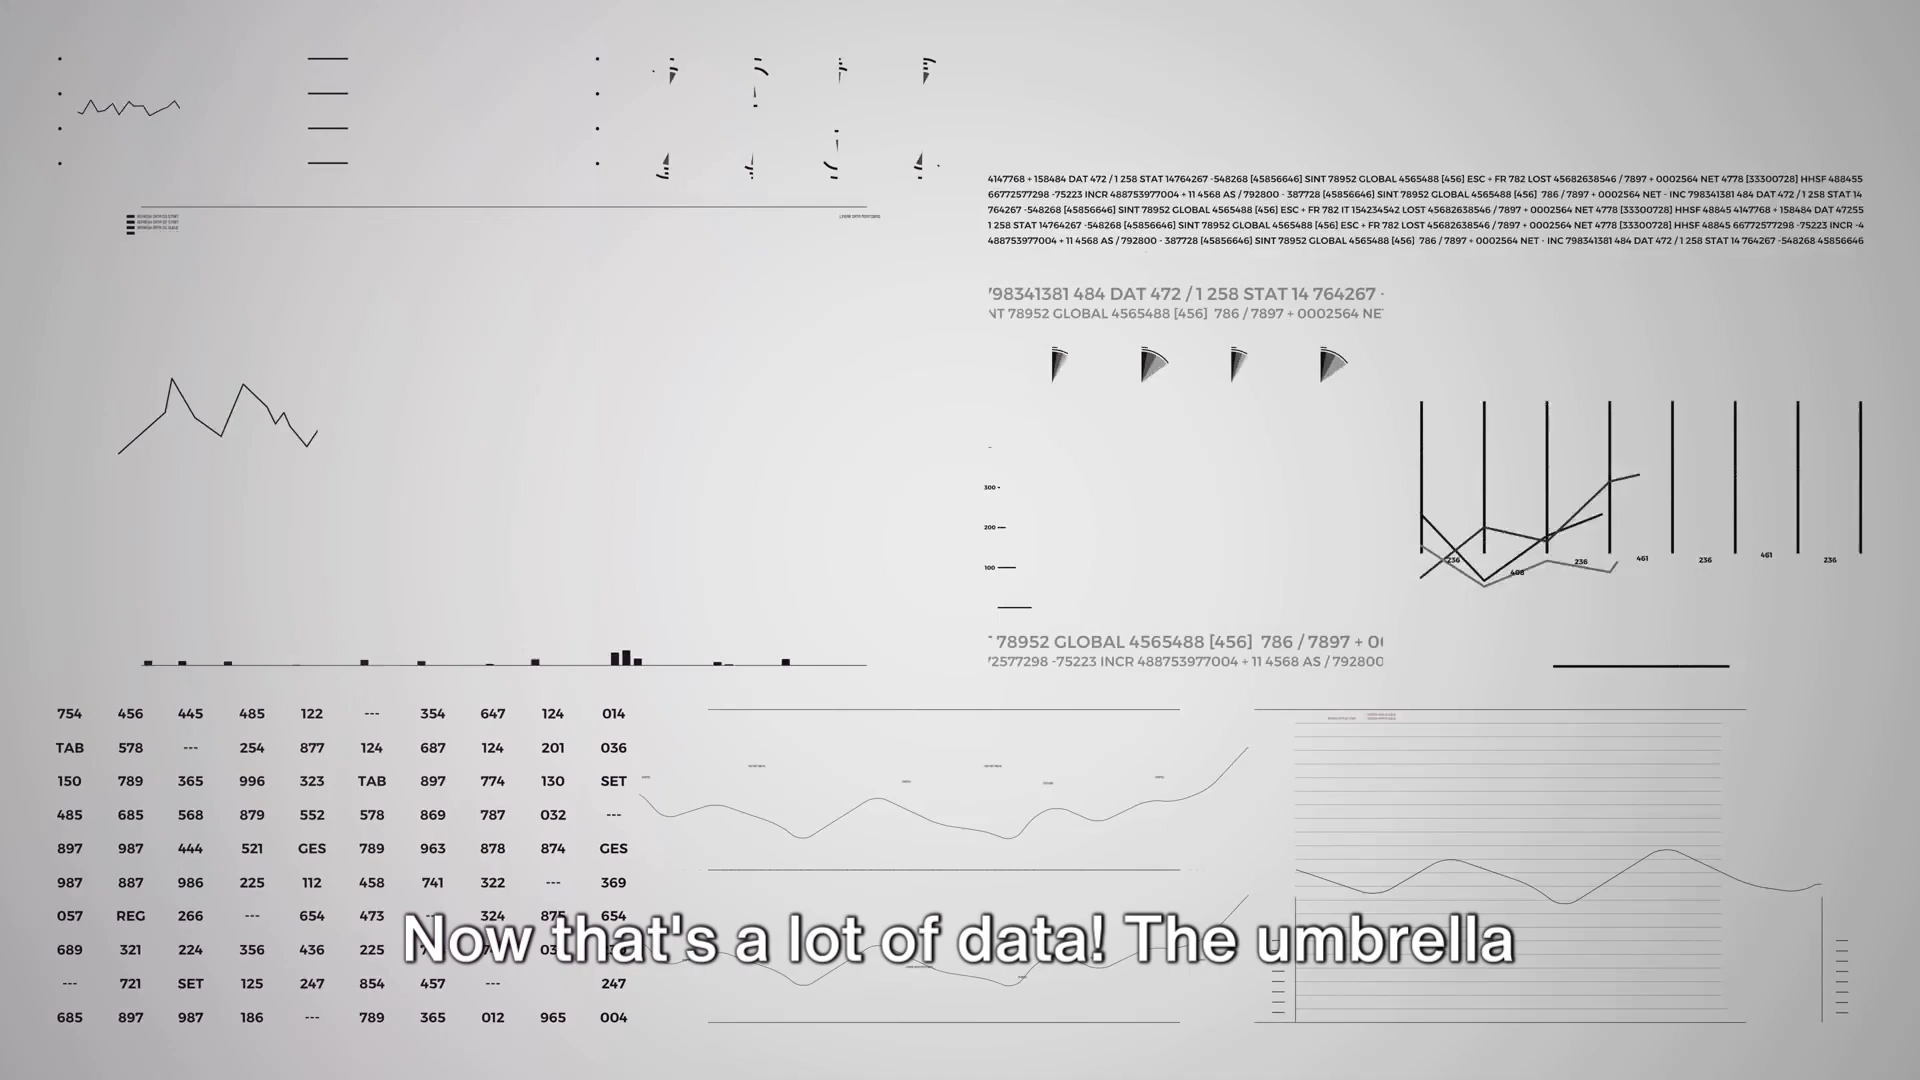 4147768 + 158484 DAT 472 / 1 258 STAT 14764267 -548268 [45856646] SINT 78952 GLOBAL 4565488 [456] ESC + FR 782 LOST 45682638546 / 7897 + 0002564 NET 4778 [33300728] HHSF 488455
66772577298 -75223 INCR 488753977004 + 11 4568 AS / 792800 - 387728 [45856646] SINT 78952 GLOBAL 4565488 [456] 786 / 7897 + 0002564 NET - INC 798341381 484 DAT 472 / 1 258 STAT 14
764267 -548268 [45856646] SINT 78952 GLOBAL 4565488 [456] ESC + FR 782 IT 154234542 LOST 45682638546 / 7897 + 0002564 NET 4778 [33300728] HHSF 48845 4147768 + 158484 DAT 47255
1 258 STAT 14764267 -548268 [45856646] SINT 78952 GLOBAL 4565488 [456] ESC + FR 782 LOST 45682638546 / 7897 + 0002564 NET 4778 [33300728] HHSF 48845 66772577298 -75223 INCR -4
488753977004 + 11 4568 AS / 792800 - 387728 [45856646] SINT 78952 GLOBAL 4565488 [456] 786 / 7897 + 0002564 NET - INC 798341381 484 DAT 472 / 1 258 STAT 14 764267 -548268 45856646
798341381 484 DAT 472 / 1 258 STAT 14 764267 -
NT 78952 GLOBAL 4565488 [456] 786 / 7897 + 0002564 NET
300
200
100
236 408 236 461 236 461 236
78952 GLOBAL 4565488 [456] 786 / 7897 + 0
72577298 -75223 INCR 488753977004 + 11 4568 AS / 792800
754 456 445 485 122 --- 354 647 124 014
TAB 578 --- 254 877 124 687 124 201 036
150 789 365 996 323 TAB 897 774 130 SET
485 685 568 879 552 578 869 787 032 ---
897 987 444 521 GES 789 963 878 874 GES
987 887 986 225 112 458 741 322 --- 369
057 REG 266 --- 654 473 324 875 654
689 321 224 356 436 225
--- 721 SET 125 247 854 457 --- 247
685 897 987 186 --- 789 365 012 965 004
Now that's a lot of data! The umbrella